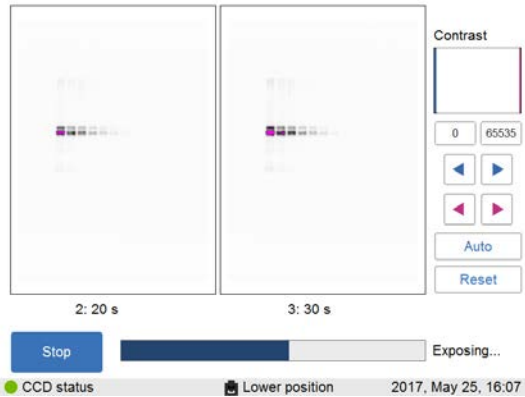 Contrast
0 65535
Auto
Reset
2: 20 s 3: 30 s
Stop Exposing...
CCD status Lower position 2017, May 25, 16:07